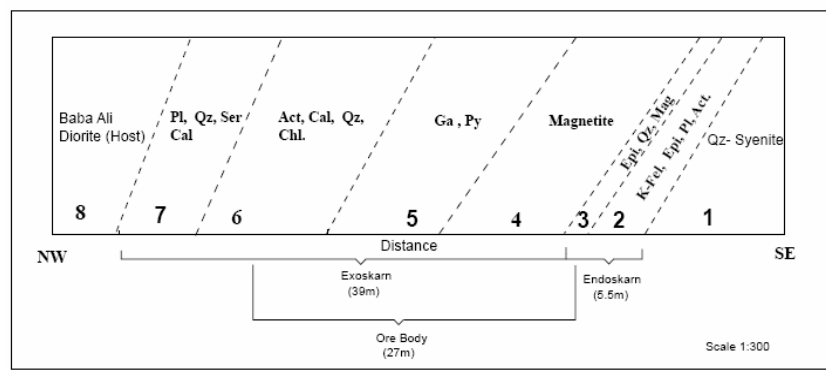 Baba Ali
Diorite (Host)
Pl, Qz, Ser
Cal
Act, Cal, Qz,
Chl.
Ga , Py
Magnetite
Epi, Qz, Mag
K-Fel, Epi, Pl, Act.
Qz- Syenite
8
7
6
5
4
3
2
1
NW
Distance
SE
Exoskarn
(39m)
Endoskarn
(5.5m)
Ore Body
(27m)
Scale 1:300